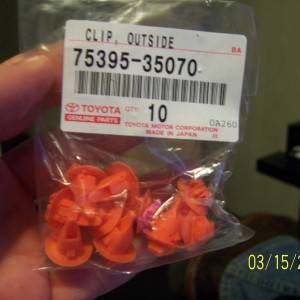 CLIP, OUTSIDE
BA
75395-35070
TOYOTA
GENUINE PARTS
QTY.
10
OA26U
TOYOTA MOTOR CORPORATION
MADE IN JAPAN
03/15/2